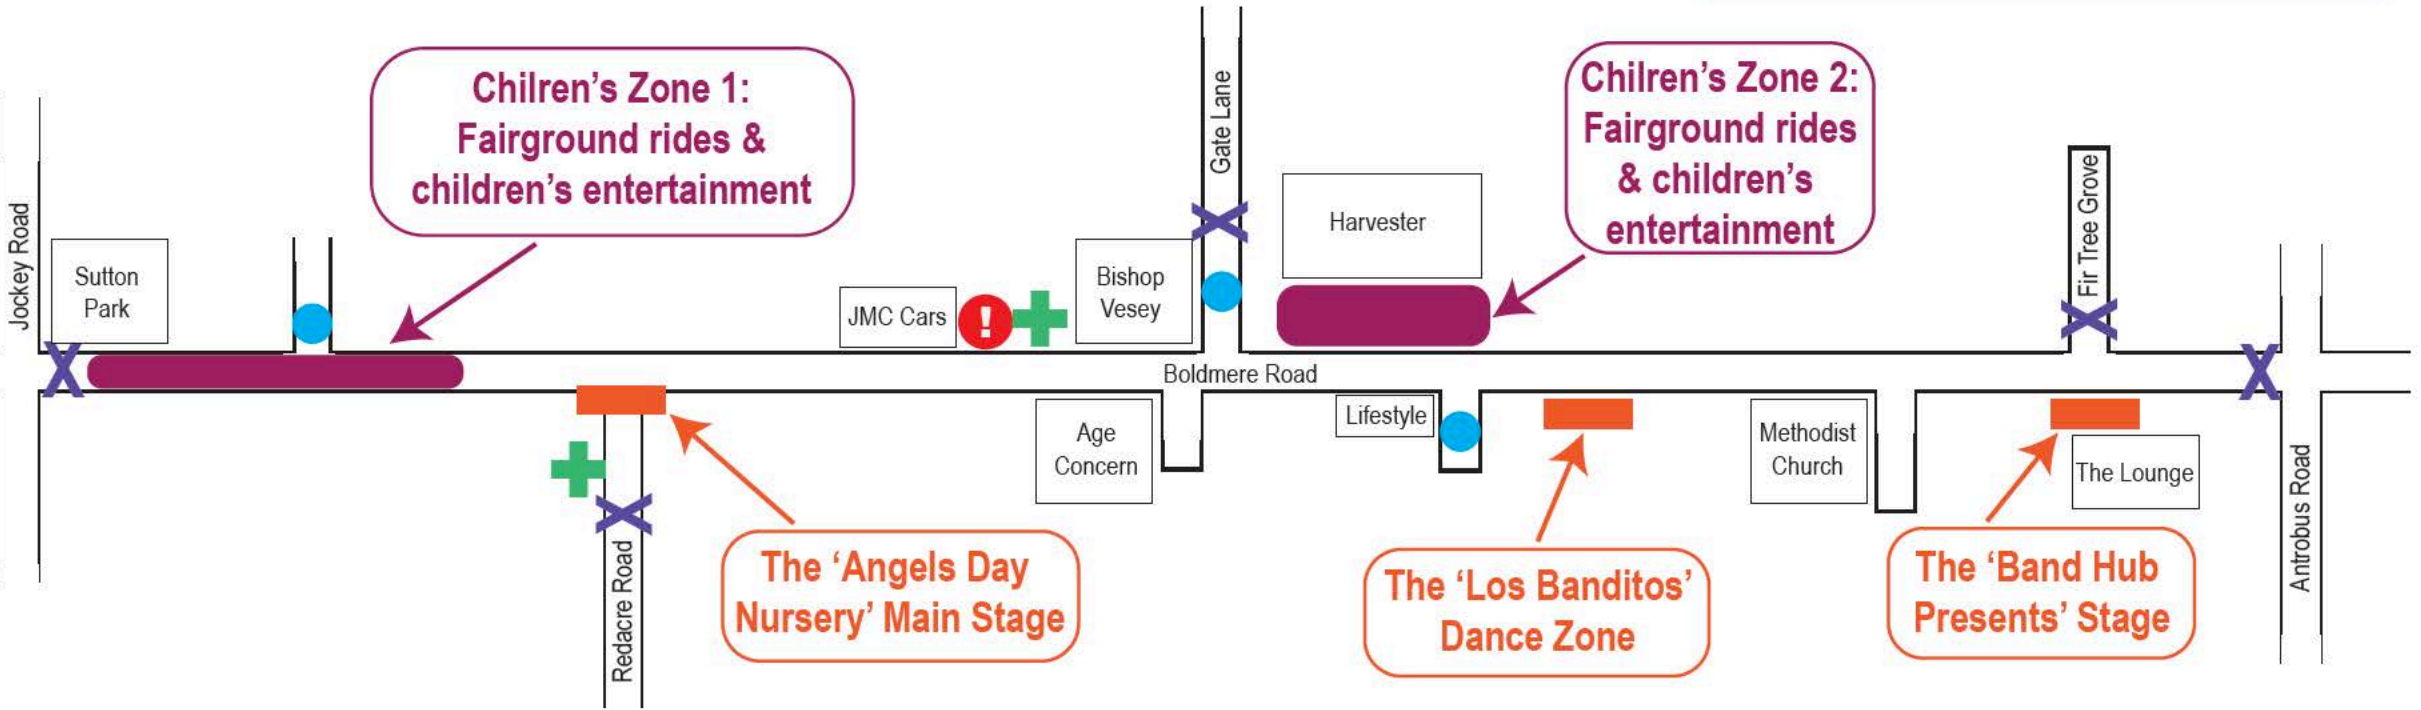 Chilren’s Zone 1:
Fairground rides &
children’s entertainment
Chilren’s Zone 2:
Fairground rides
& children’s
entertainment
Jockey Road
Sutton
Park
JMC Cars
!
Bishop
Vesey
Gate Lane
Harvester
Fir Tree Grove
Boldmere Road
Redacre Road
The ‘Angels Day
Nursery’ Main Stage
Age
Concern
Lifestyle
The ‘Los Banditos’
Dance Zone
Methodist
Church
The Lounge
The ‘Band Hub
Presents’ Stage
Antrobus Road